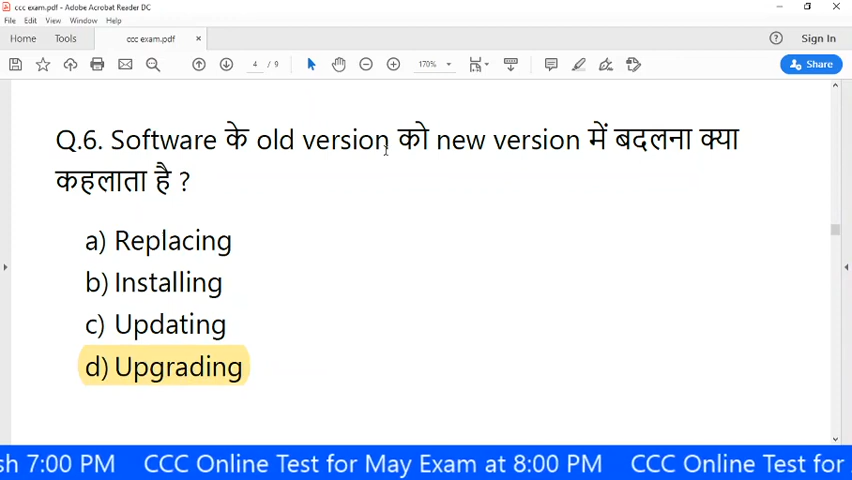 ccc exam.pdf - Adobe Acrobat Reader DC
File Edit View Window Help
Home Tools ccc exam.pdf × Sign In
4 / 9 170% Share
Q.6. Software के old version को new version में बदलना क्या
कहलाता है ?
a) Replacing
b) Installing
c) Updating
d) Upgrading
sh 7:00 PM CCC Online Test for May Exam at 8:00 PM CCC Online Test for